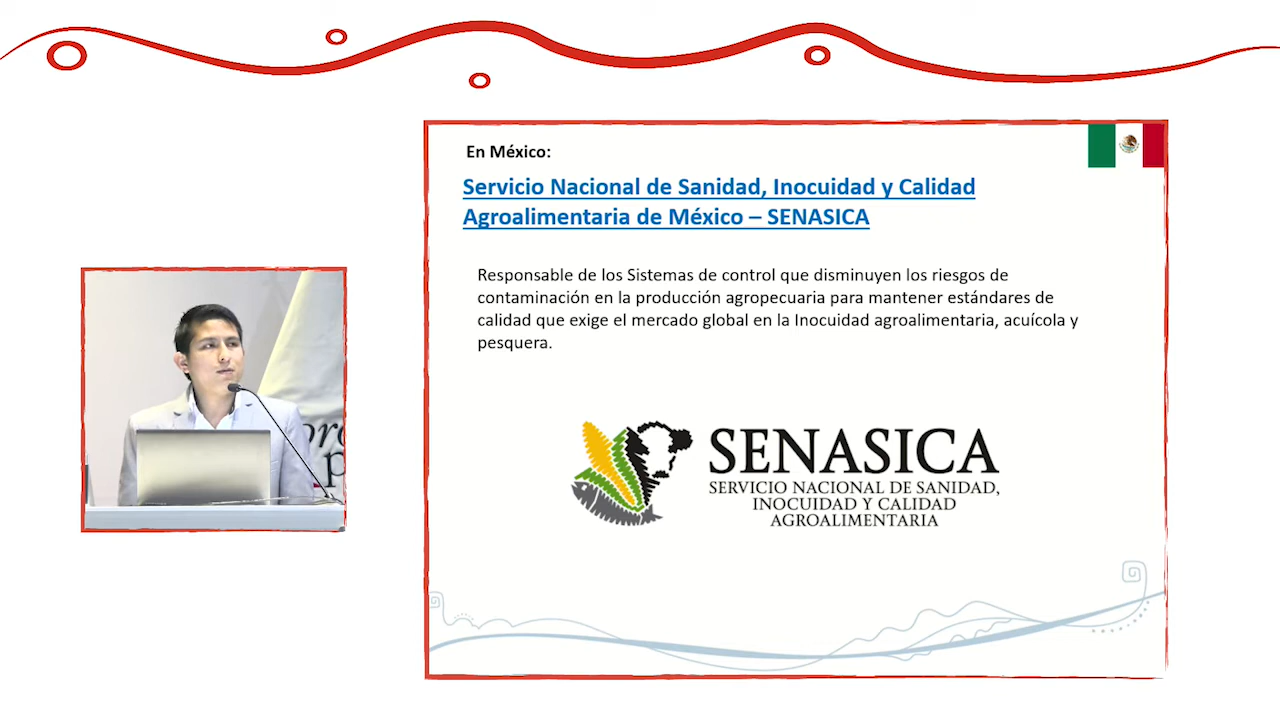 En México:
Servicio Nacional de Sanidad, Inocuidad y Calidad
Agroalimentaria de México – SENASICA
Responsable de los Sistemas de control que disminuyen los riesgos de
contaminación en la producción agropecuaria para mantener estándares de
calidad que exige el mercado global en la Inocuidad agroalimentaria, acuícola y
pesquera.
SENASICA
SERVICIO NACIONAL DE SANIDAD,
INOCUIDAD Y CALIDAD
AGROALIMENTARIA